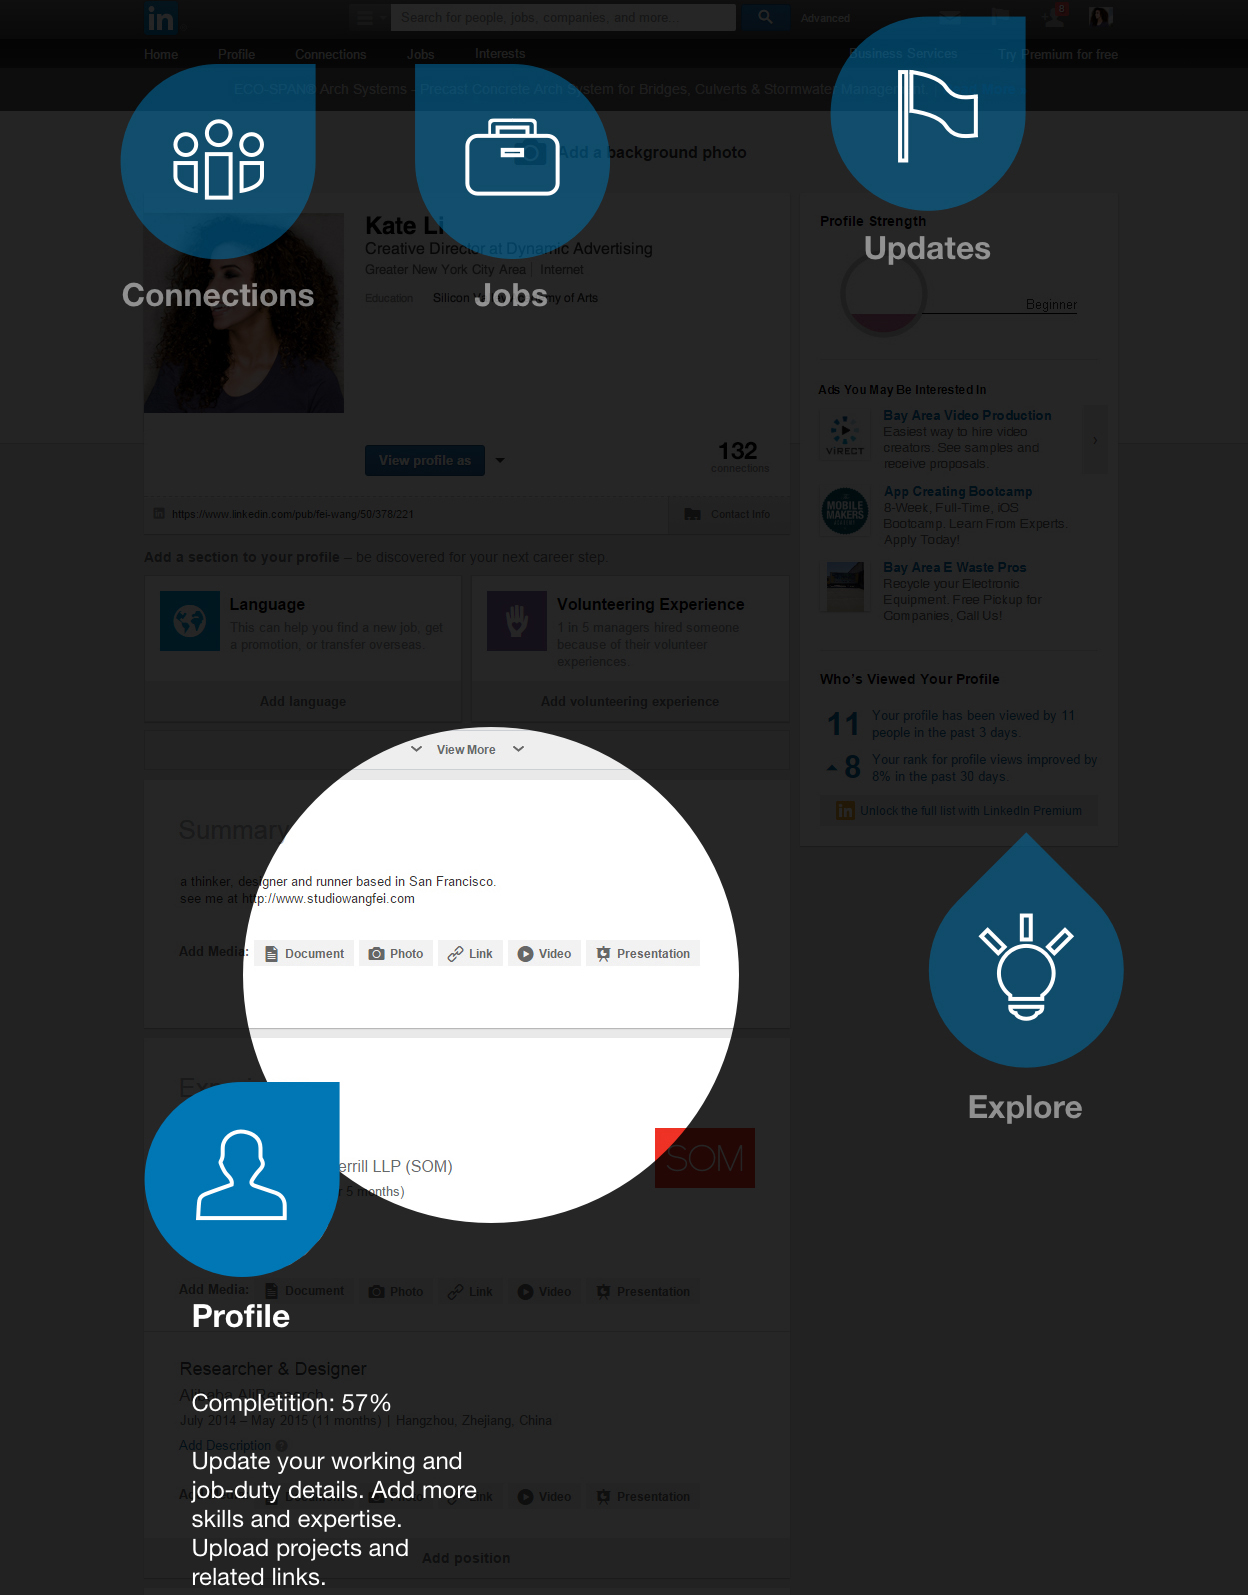 in
Search for people, jobs, companies, and more...
Advanced
8
Home
Profile
Connections
Jobs
Interests
Business Services
Try Premium for free
ECO-SPAN® Arch Systems - Precast Concrete Arch System for Bridges, Culverts & Stormwater Management.
Add a background photo
Connections
Jobs
Updates
Kate Li
Creative Director at Dynamic Advertising
Greater New York City Area | Internet
Education
Silicon Valley Academy of Arts
View profile as
132
connections
https://www.linkedin.com/pub/fei-wang/50/378/221
Contact Info
Profile Strength
Beginner
Ads You May Be Interested In
ViRECT
Bay Area Video Production
Easiest way to hire video
creators. See samples and
receive proposals.
MOBILE
MAKERS
App Creating Bootcamp
8-Week, Full-Time, iOS
Bootcamp. Learn From Experts.
Apply Today!
Bay Area E Waste Pros
Recycle your Electronic
Equipment. Free Pickup for
Companies, Call Us!
Who's Viewed Your Profile
11
Your profile has been viewed by 11
people in the past 3 days.
8
Your rank for profile views improved by
8% in the past 30 days
in Unlock the full list with LinkedIn Premium
Explore
Add a section to your profile – be discovered for your next career step.
Language
This can help you find a new job, get
a promotion, or transfer overseas.
Add language
Volunteering Experience
1 in 5 managers hired someone
because of their volunteer
experiences.
Add volunteering experience
View More
Summary
a thinker, designer and runner based in San Francisco.
see me at http://www.studiowangfei.com
Add Media: Document Photo Link Video Presentation
Ex
errill LLP (SOM)
r 5 months)
SOM
Add Media: Document Photo Link Video Presentation
Profile
Researcher & Designer
Alibaba AliResearch
Completition: 57%
July 2014 – May 2015 (11 months) | Hangzhou, Zhejiang, China
Add Description
Update your working and
job-duty details. Add more
skills and expertise.
Upload projects and
related links.
Link Video Presentation
Add position